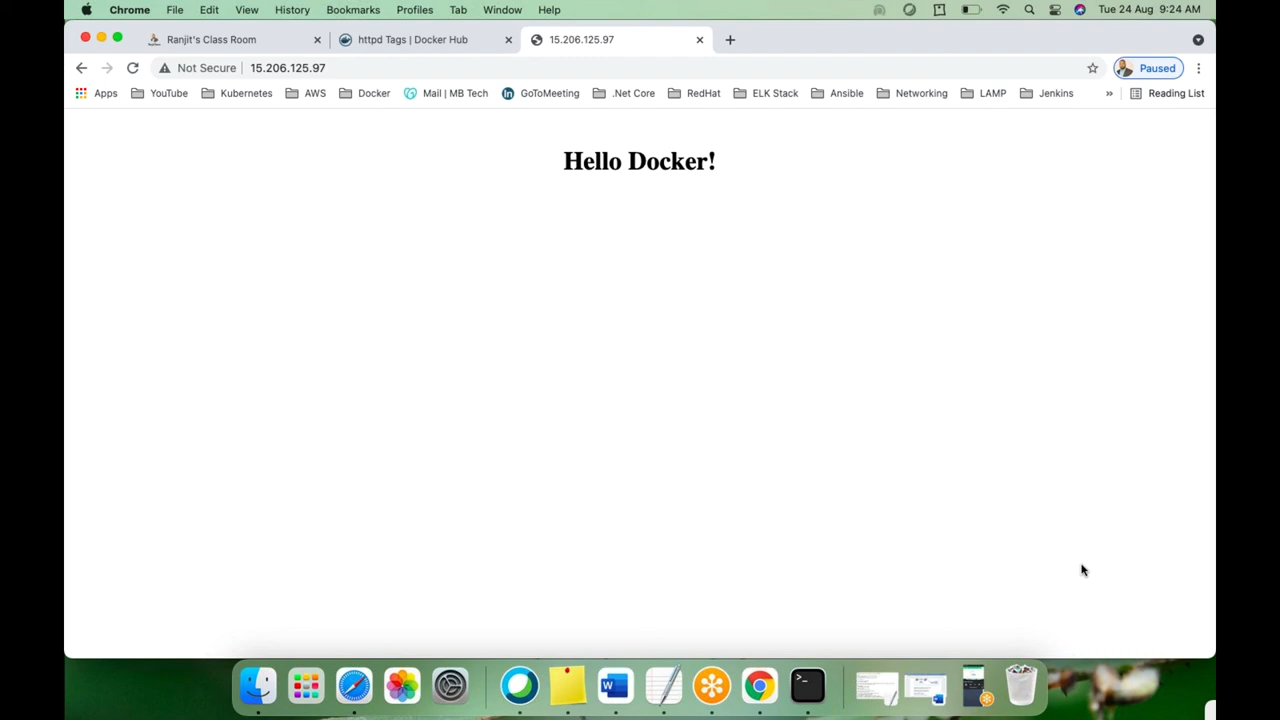 Chrome File Edit View History Bookmarks Profiles Tab Window Help Tue 24 Aug 9:24 AM
Ranjit's Class Room httpd Tags | Docker Hub 15.206.125.97
Not Secure 15.206.125.97 Paused
Apps YouTube Kubernetes AWS Docker Mail | MB Tech GoToMeeting .Net Core RedHat ELK Stack Ansible Networking LAMP Jenkins » Reading List
Hello Docker!